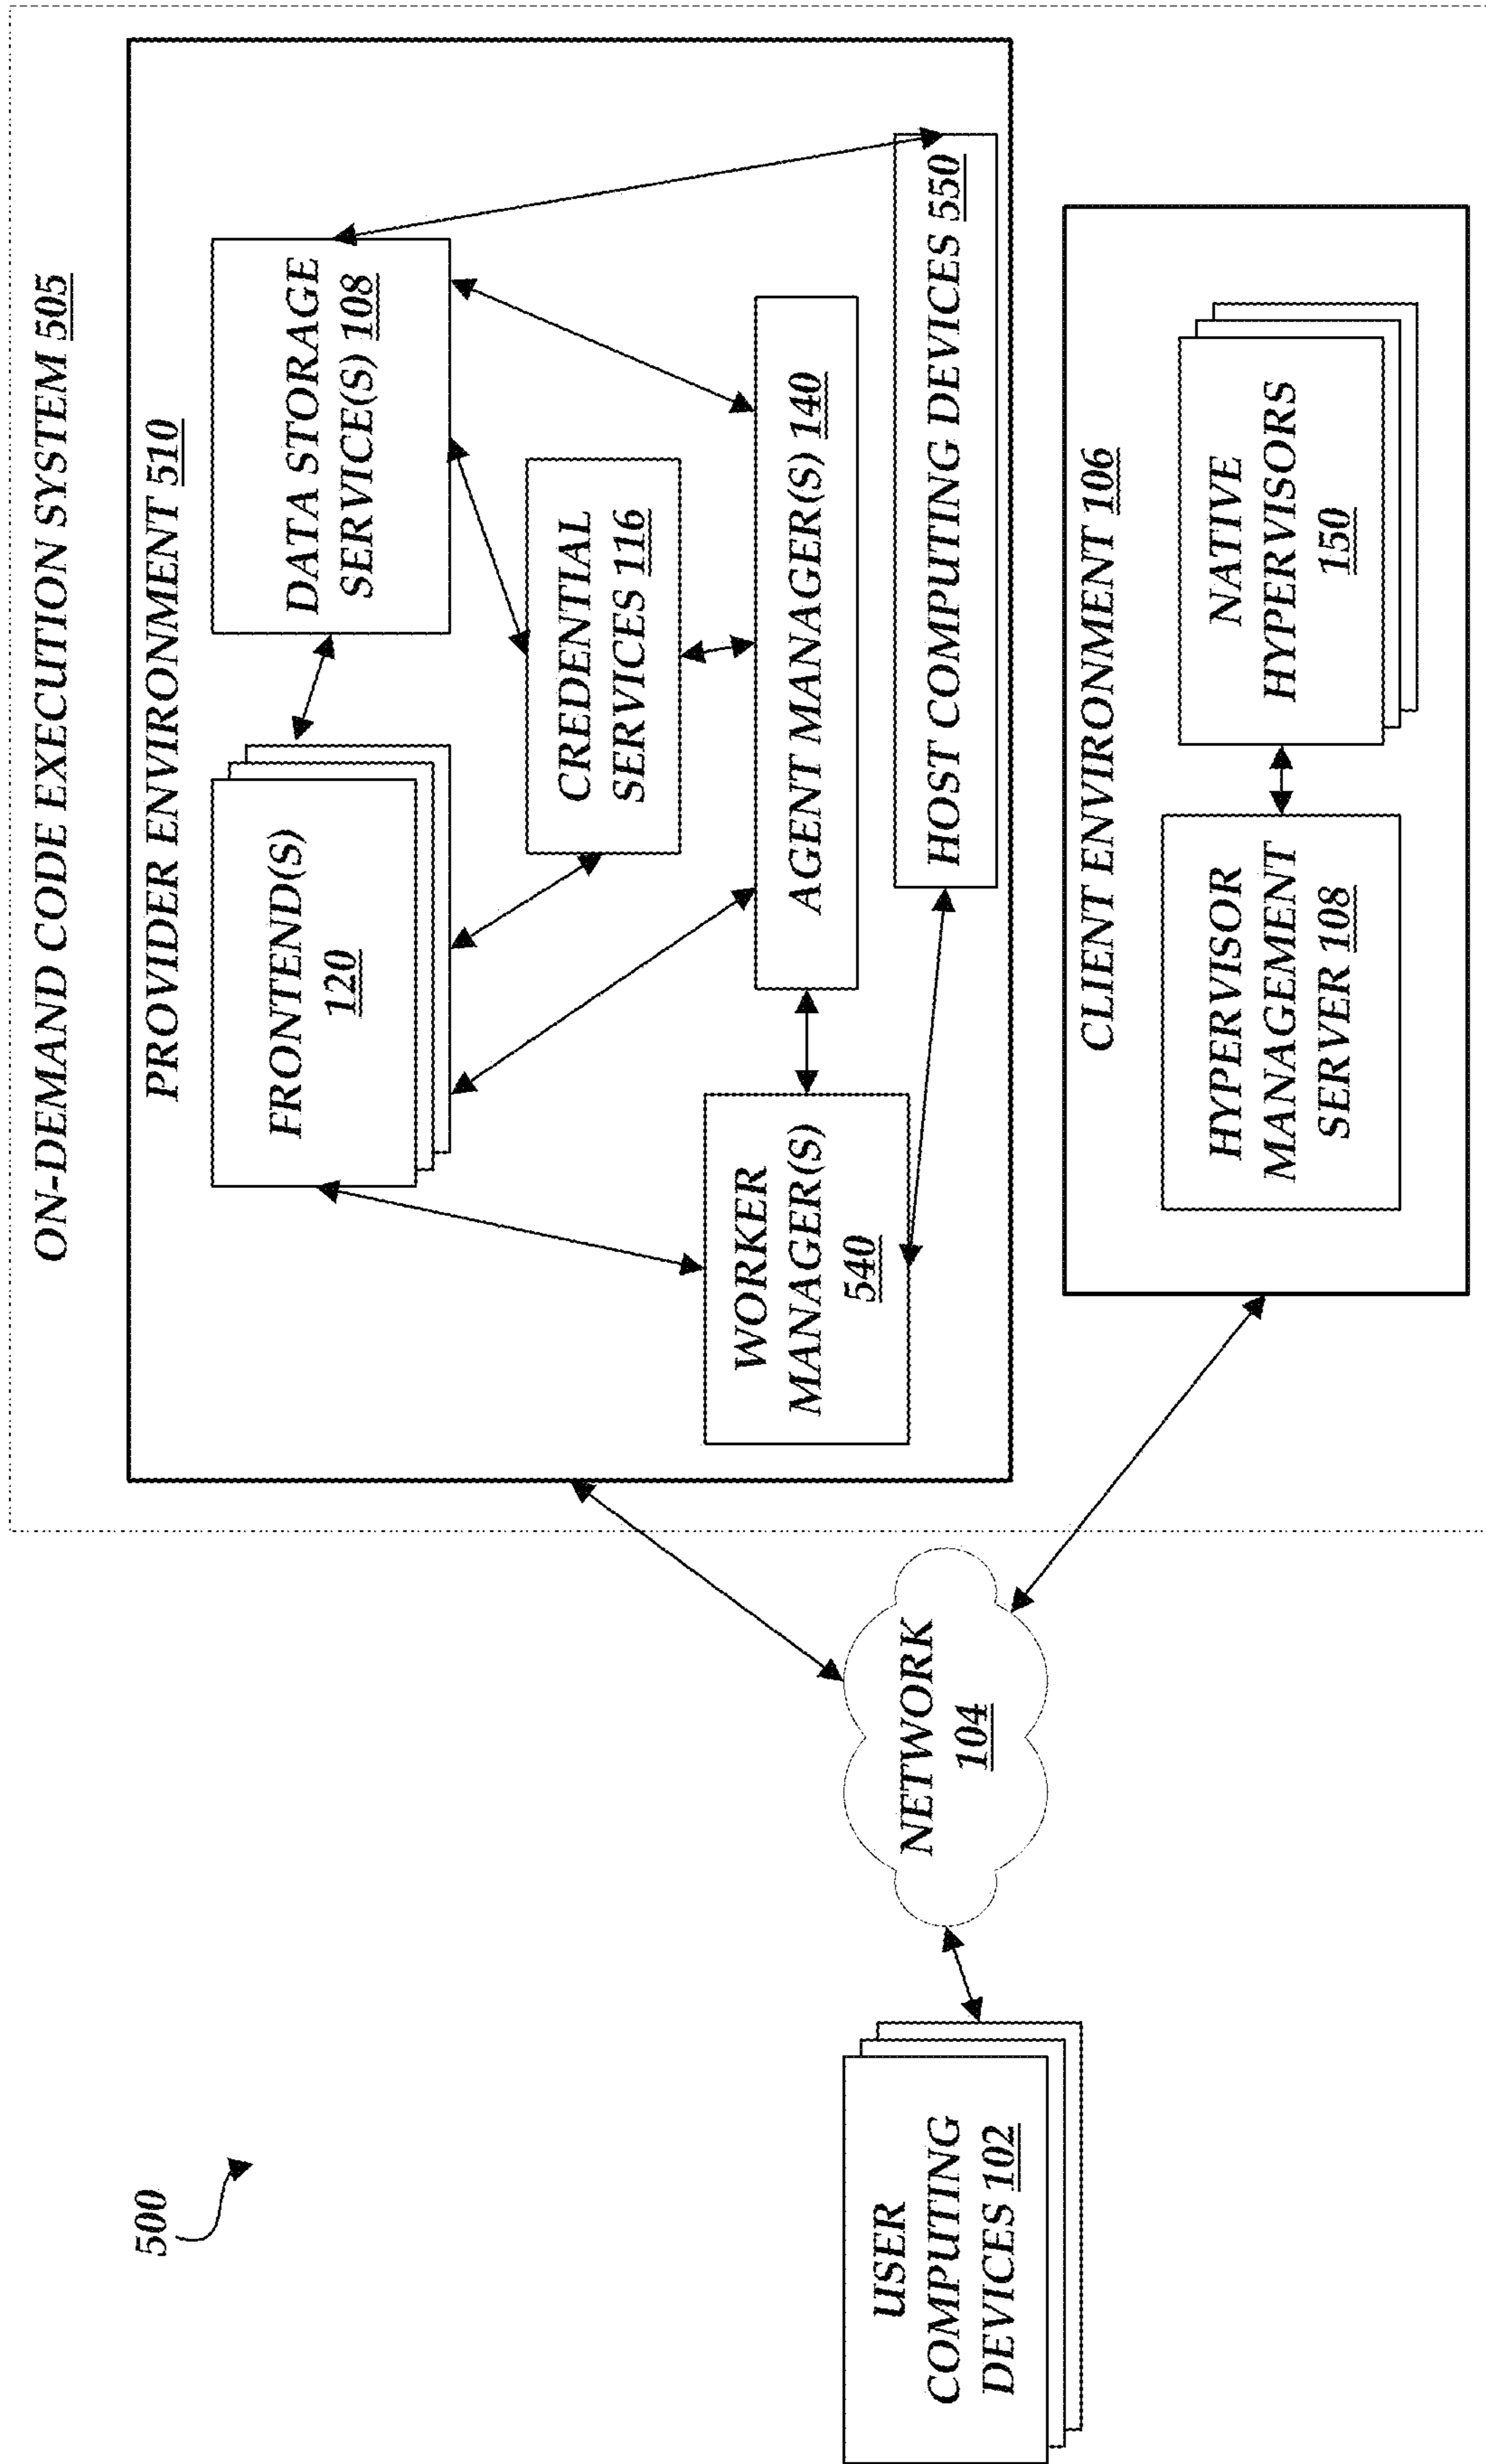 500
ON-DEMAND CODE EXECUTION SYSTEM 505
PROVIDER ENVIRONMENT 510
FRONTEND(S)
120
DATA STORAGE
SERVICE(S) 108
CREDENTIAL
SERVICES 116
WORKER
MANAGER(S)
540
AGENT MANAGER(S) 140
HOST COMPUTING DEVICES 550
USER
COMPUTING
DEVICES 102
NETWORK
104
CLIENT ENVIRONMENT 106
HYPERVISOR
MANAGEMENT
SERVER 108
NATIVE
HYPERVISORS
150